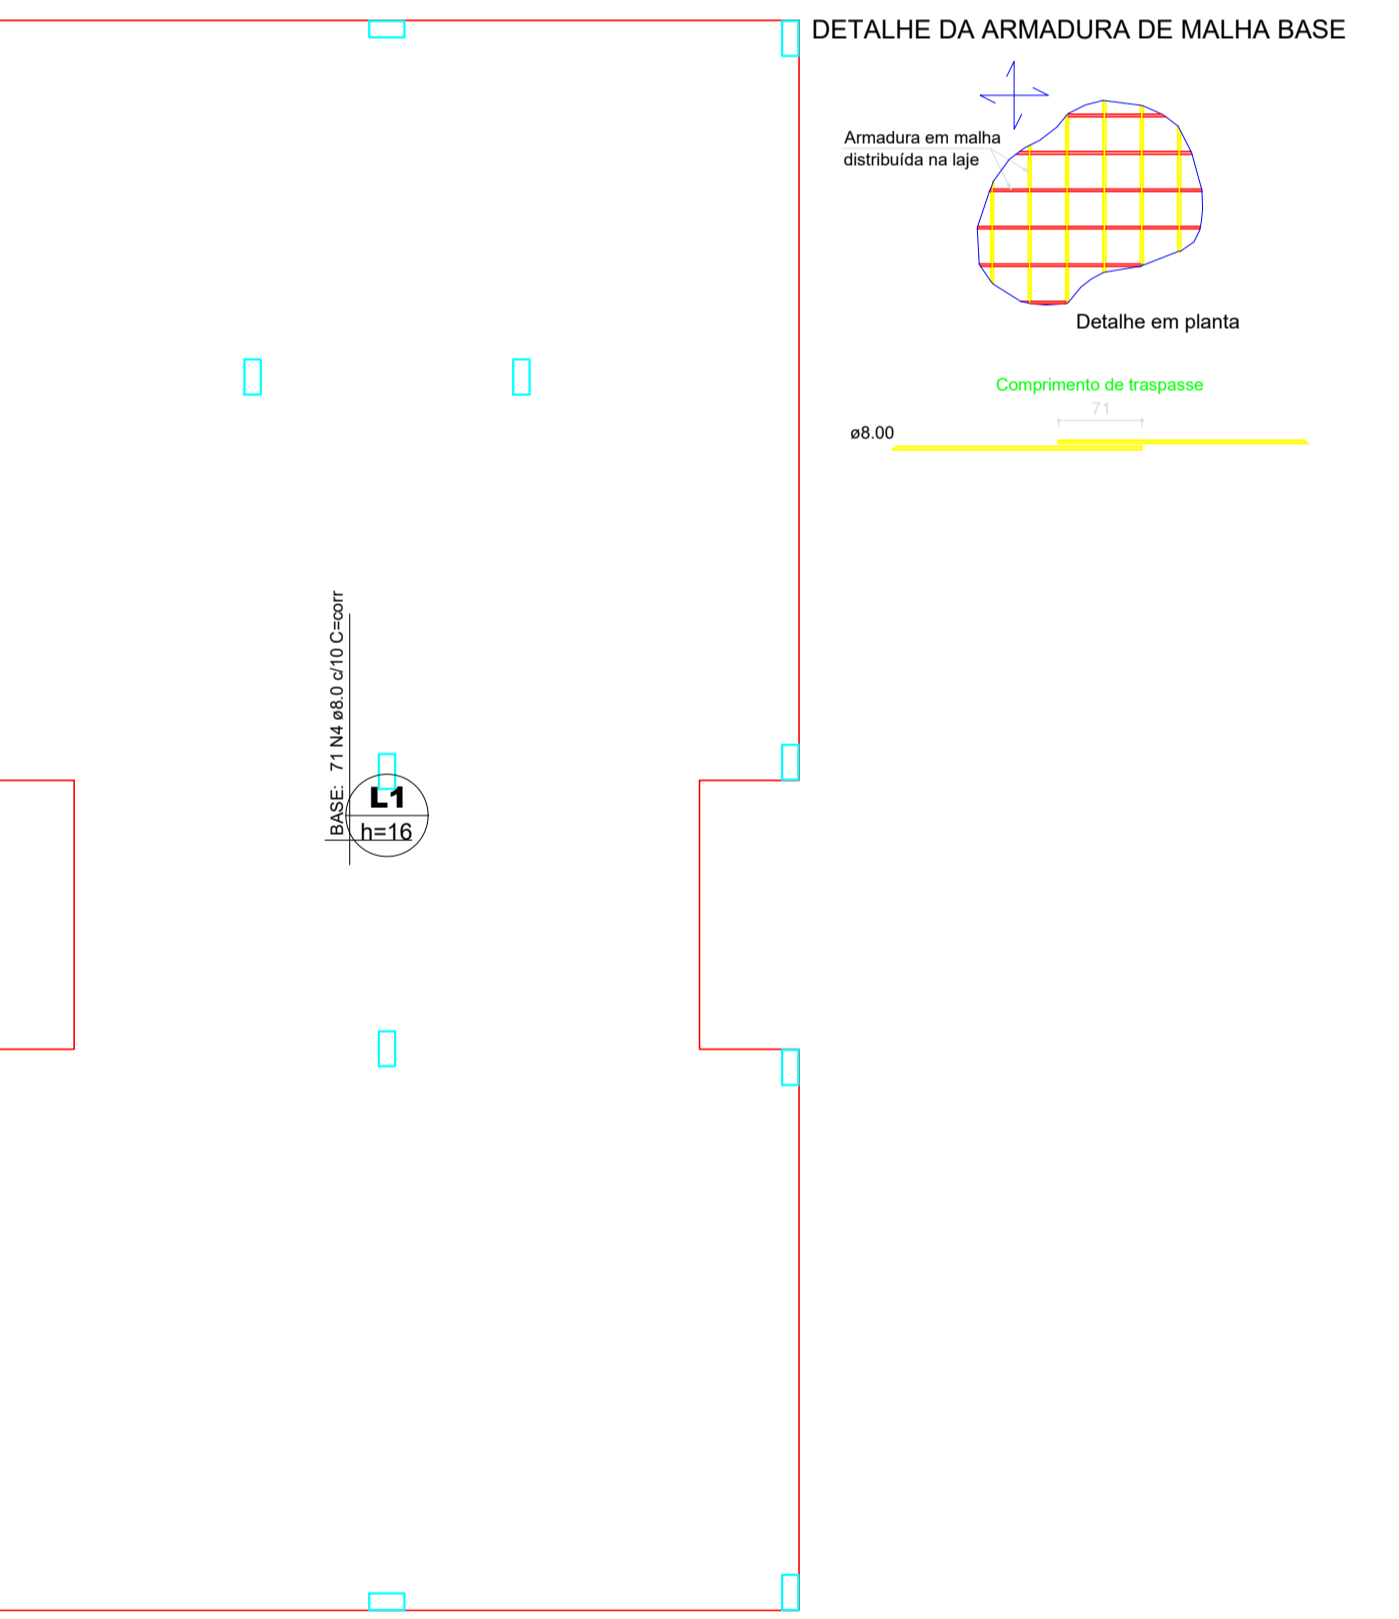 DETALHE DA ARMADURA DE MALHA BASE
Armadura em malha
distribuída na laje
Detalhe em planta
Comprimento de traspasse
71
ø8.00
BASE: 71 N4 ø8.0 c/10 C=corr
L1
h=16